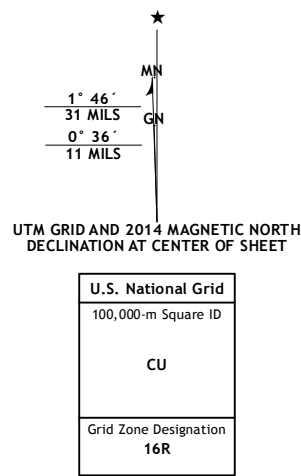 ★
MN
1° 46´
31 MILS
GN
0° 36´
11 MILS
UTM GRID AND 2014 MAGNETIC NORTH
DECLINATION AT CENTER OF SHEET
U.S. National Grid
100,000-m Square ID
CU
Grid Zone Designation
16R